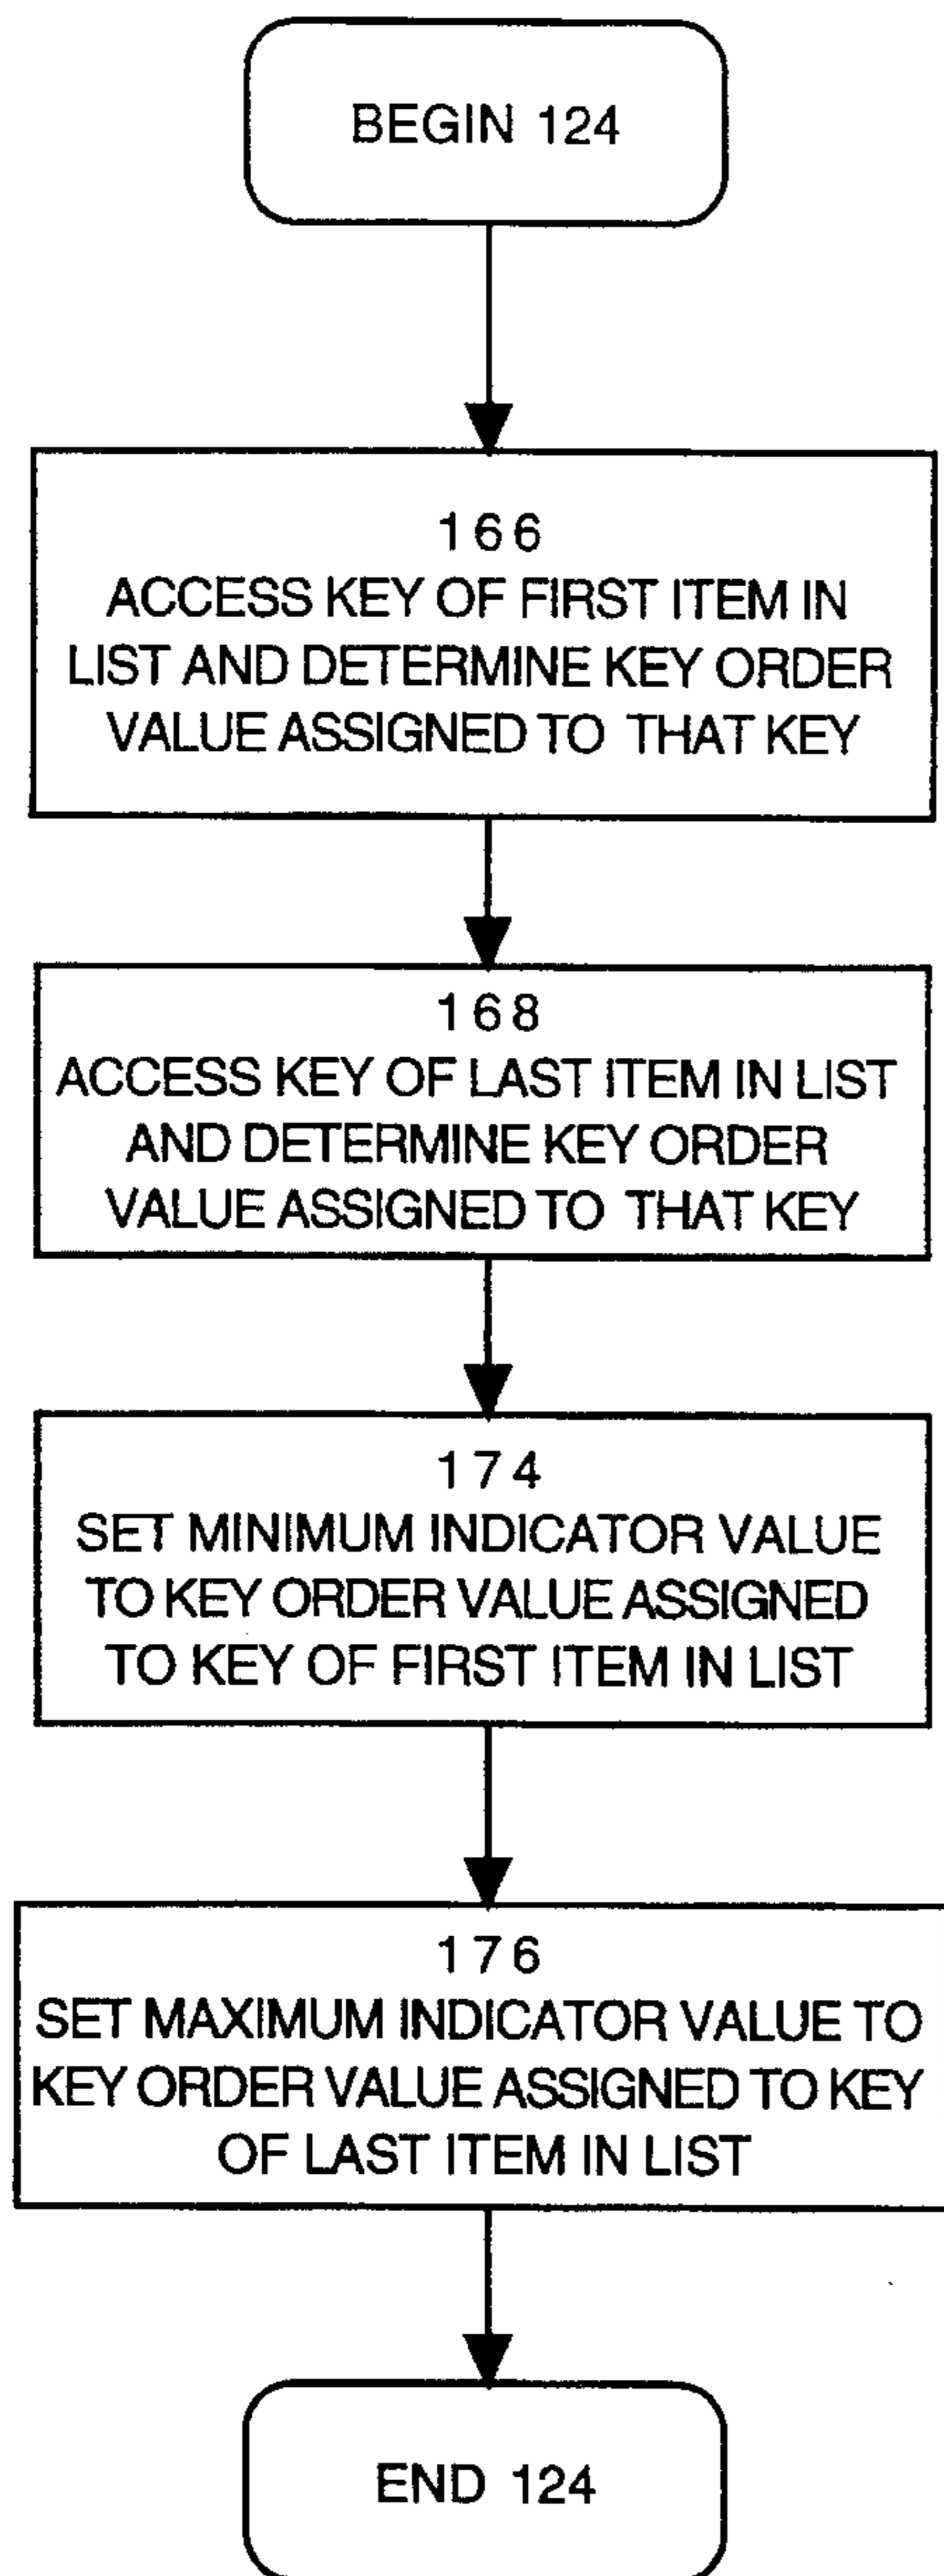 BEGIN 124
166
ACCESS KEY OF FIRST ITEM IN
LIST AND DETERMINE KEY ORDER
VALUE ASSIGNED TO THAT KEY
168
ACCESS KEY OF LAST ITEM IN LIST
AND DETERMINE KEY ORDER
VALUE ASSIGNED TO THAT KEY
174
SET MINIMUM INDICATOR VALUE
TO KEY ORDER VALUE ASSIGNED
TO KEY OF FIRST ITEM IN LIST
176
SET MAXIMUM INDICATOR VALUE TO
KEY ORDER VALUE ASSIGNED TO KEY
OF LAST ITEM IN LIST
END 124